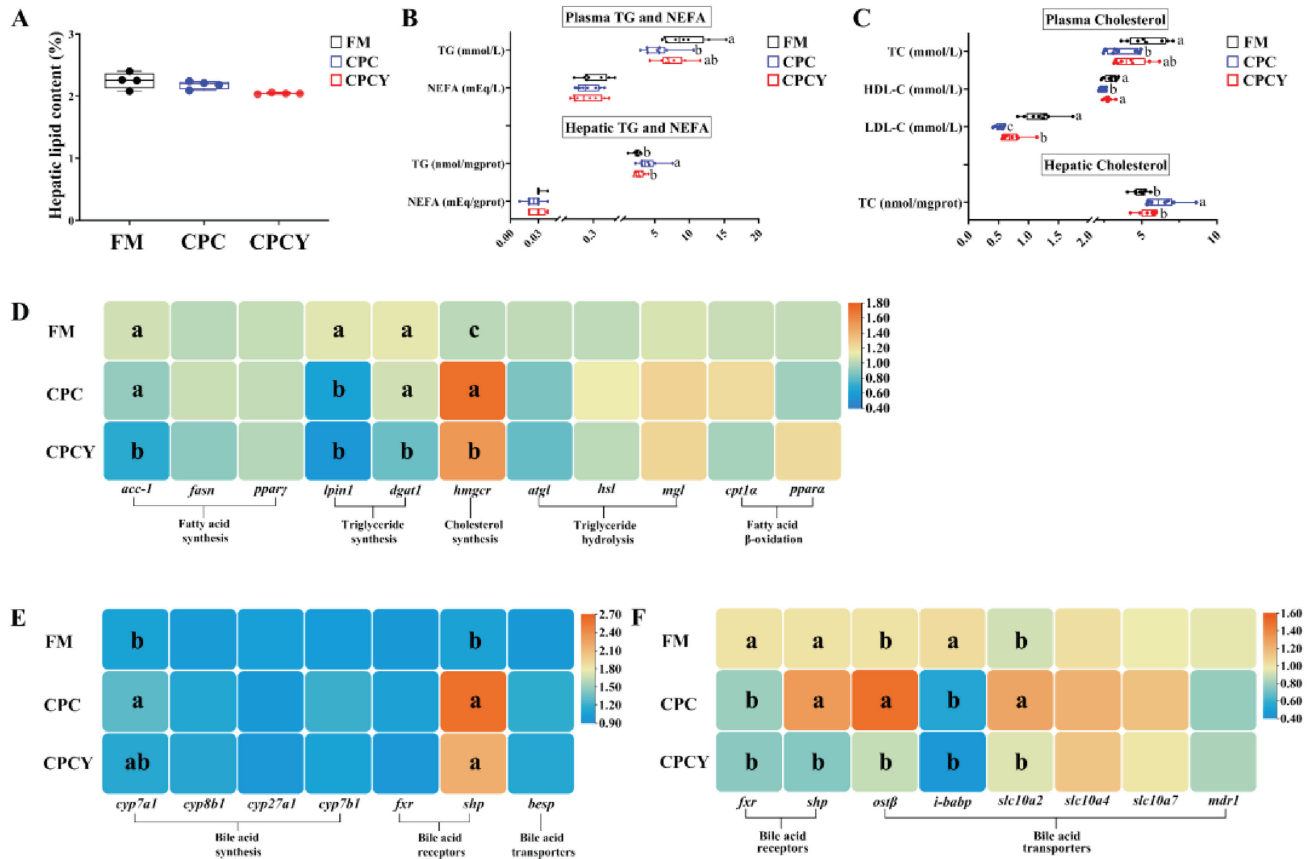 A
Hepatic lipid content (%)
3
2
1
0
FM
CPC
CPCY
FM
CPC
CPCY
B
Plasma TG and NEFA
TG (mmol/L)
a
b
ab
NEFA (mEq/L)
Hepatic TG and NEFA
TG (nmol/mgprot)
b
a
b
NEFA (mEq/gprot)
0.00
0.03
0.3
5
10
15
20
FM
CPC
CPCY
C
Plasma Cholesterol
TC (mmol/L)
a
b
ab
HDL-C (mmol/L)
a
b
a
LDL-C (mmol/L)
a
c
b
Hepatic Cholesterol
TC (nmol/mgprot)
b
a
b
0.0
0.5
1.0
2.0
5
10
FM
CPC
CPCY
D
FM a a a c
CPC a b a a
CPCY b b b b
acc-1 fasn pparγ lpin1 dgat1 hmgcr atgl hsl mgl cpt1α pparα
Fatty acid
synthesis
Triglyceride
synthesis
Cholesterol
synthesis
Triglyceride
hydrolysis
Fatty acid
β-oxidation
1.80
1.60
1.40
1.20
1.00
0.80
0.60
0.40
E
FM b b
CPC a a
CPCY ab a
cyp7a1 cyp8b1 cyp27a1 cyp7b1 fxr shp besp
Bile acid
synthesis
Bile acid
receptors
Bile acid
transporters
2.70
2.40
2.10
1.80
1.50
1.20
0.90
F
FM a a b a b
CPC b a a b a
CPCY b b b b b
fxr shp ostβ i-babp slc10a2 slc10a4 slc10a7 mdr1
Bile acid
receptors
Bile acid
transporters
1.60
1.40
1.20
1.00
0.80
0.60
0.40